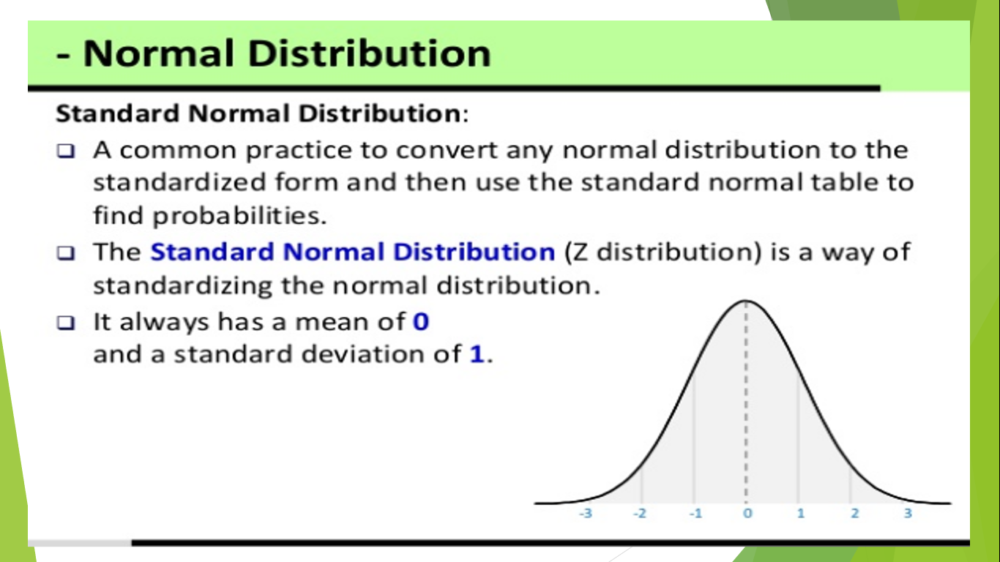 - Normal Distribution
Standard Normal Distribution:
❑ A common practice to convert any normal distribution to the
standardized form and then use the standard normal table to
find probabilities.
❑ The Standard Normal Distribution (Z distribution) is a way of
standardizing the normal distribution.
❑ It always has a mean of 0
and a standard deviation of 1.
-3 -2 -1 0 1 2 3